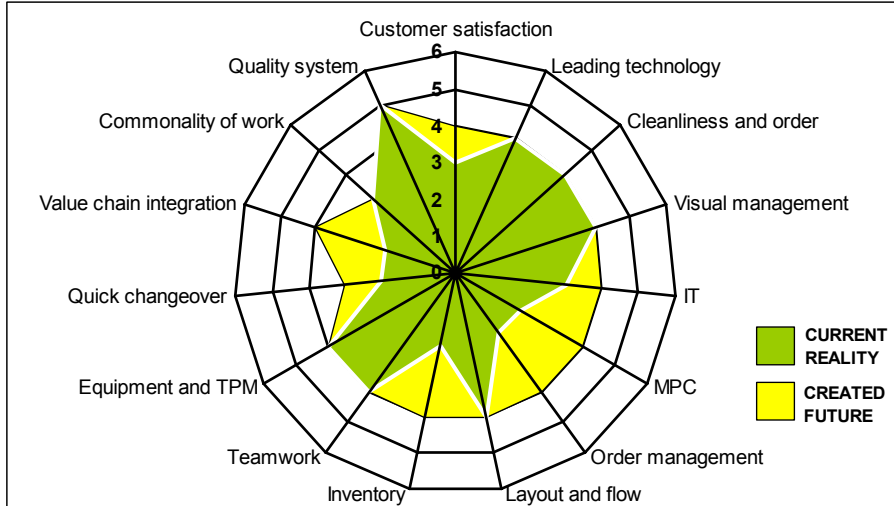 Customer satisfaction
6
Quality system
Leading technology
5
Commonality of work
4
Cleanliness and order
3
Value chain integration
2
Visual management
1
0
Quick changeover
IT
CURRENT
REALITY
Equipment and TPM
MPC
CREATED
FUTURE
Teamwork
Order management
Inventory
Layout and flow